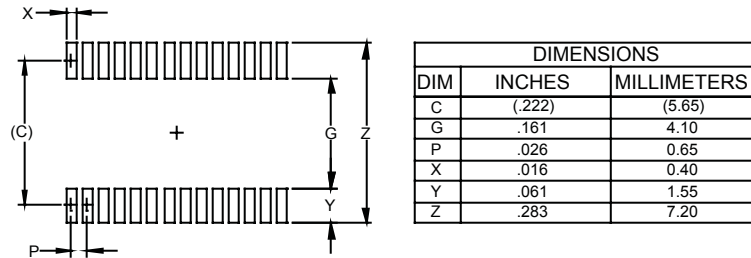 X
(C)
G
Z
Y
P
DIMENSIONS
DIM INCHES MILLIMETERS
C (.222) (5.65)
G .161 4.10
P .026 0.65
X .016 0.40
Y .061 1.55
Z .283 7.20